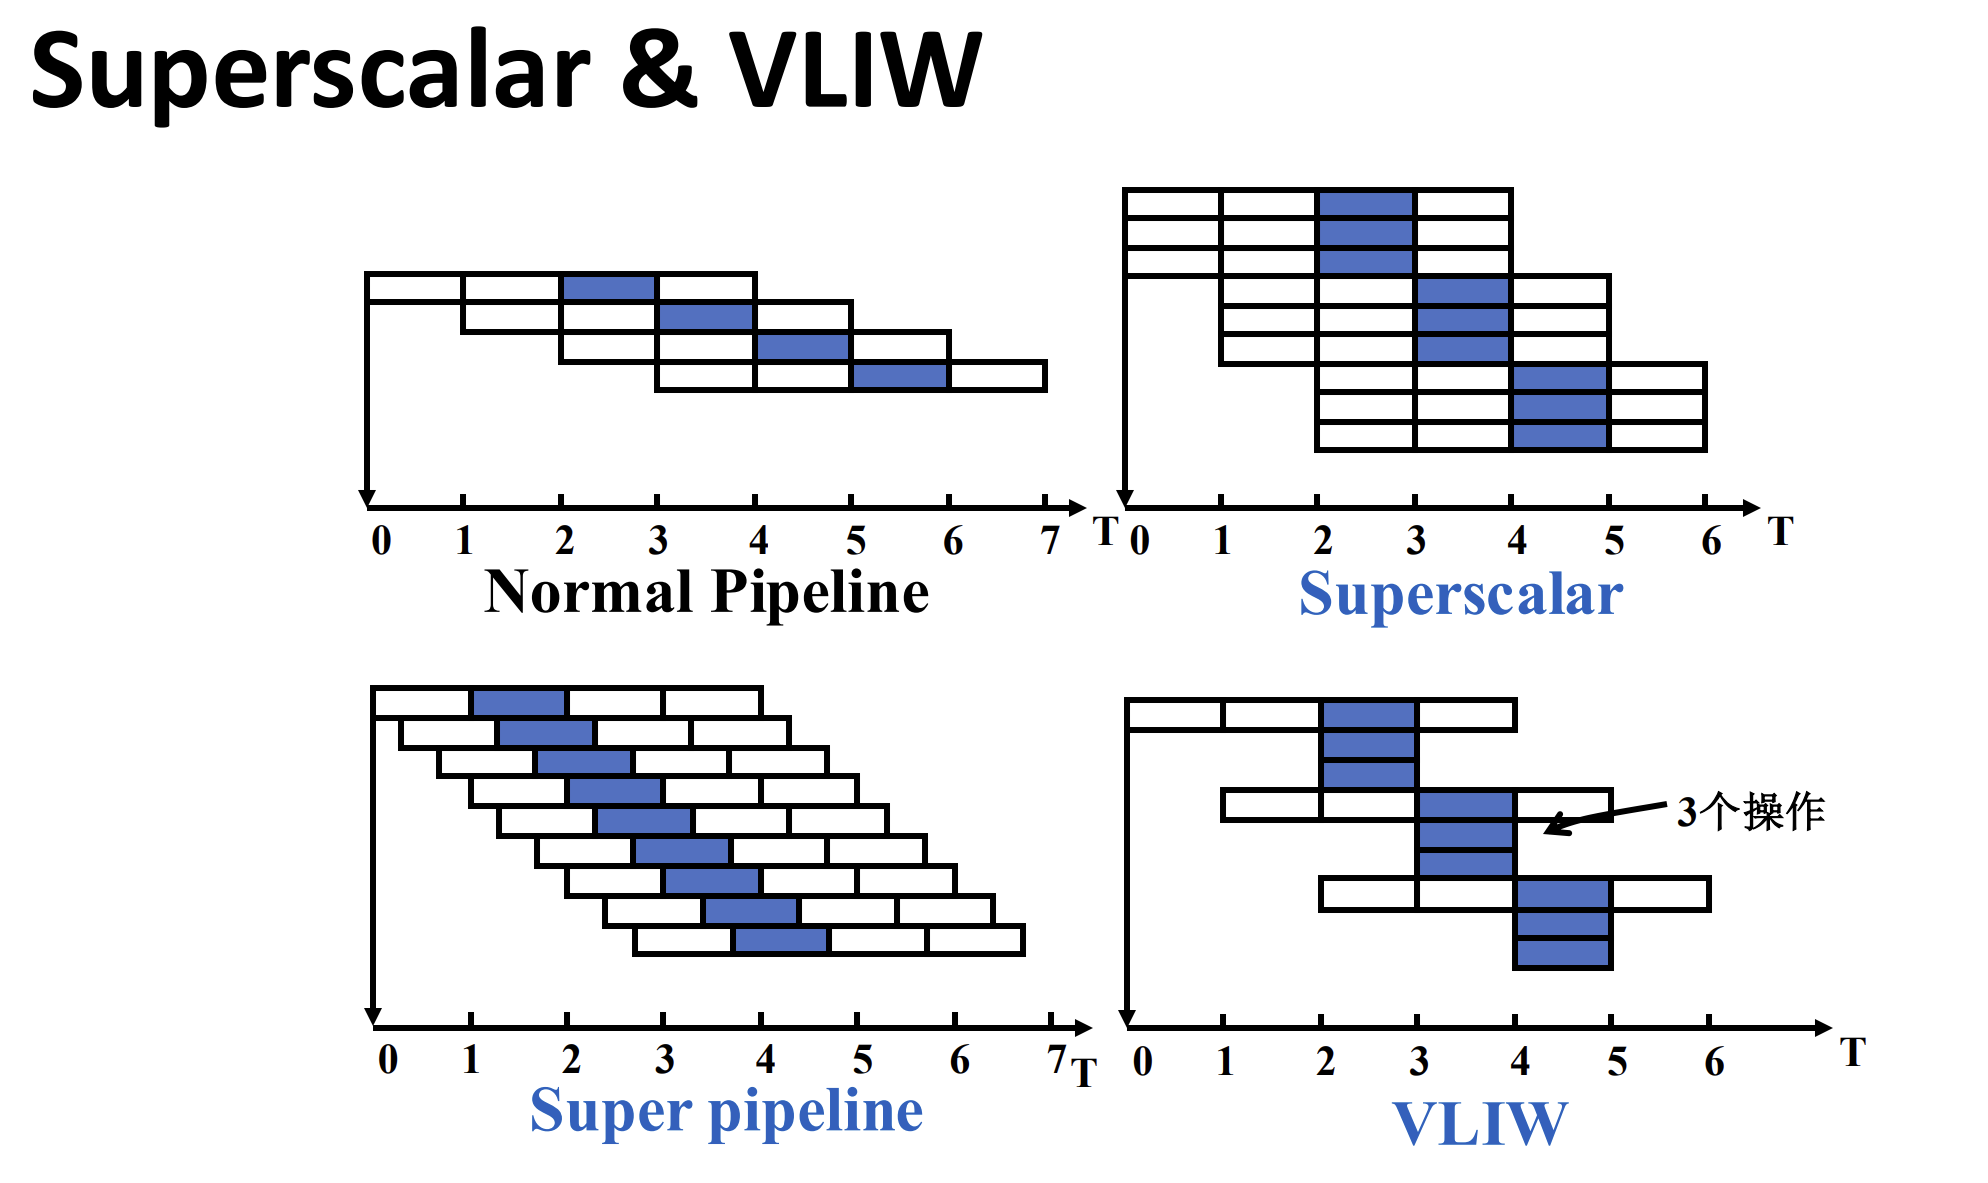 Superscalar & VLIW
0 1 2 3 4 5 6 7 T
Normal Pipeline
0 1 2 3 4 5 6 T
Superscalar
0 1 2 3 4 5 6 7 T
Super pipeline
3个操作
0 1 2 3 4 5 6 T
VLIW